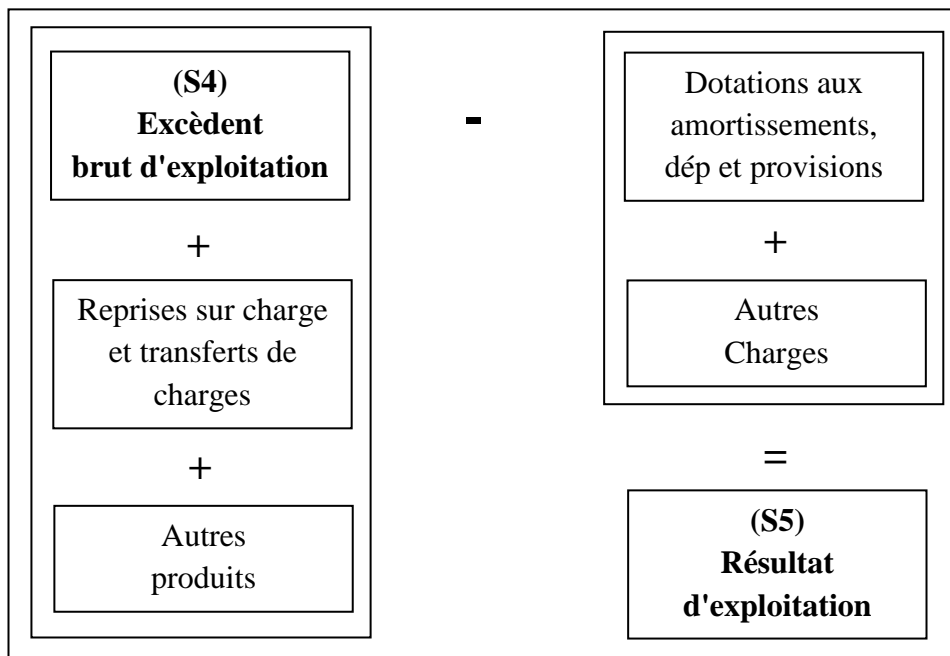 (S4)
Excèdent
brut d'exploitation
+
Reprises sur charge
et transferts de
charges
+
Autres
produits
-
Dotations aux
amortissements,
dép et provisions
+
Autres
Charges
=
(S5)
Résultat
d'exploitation